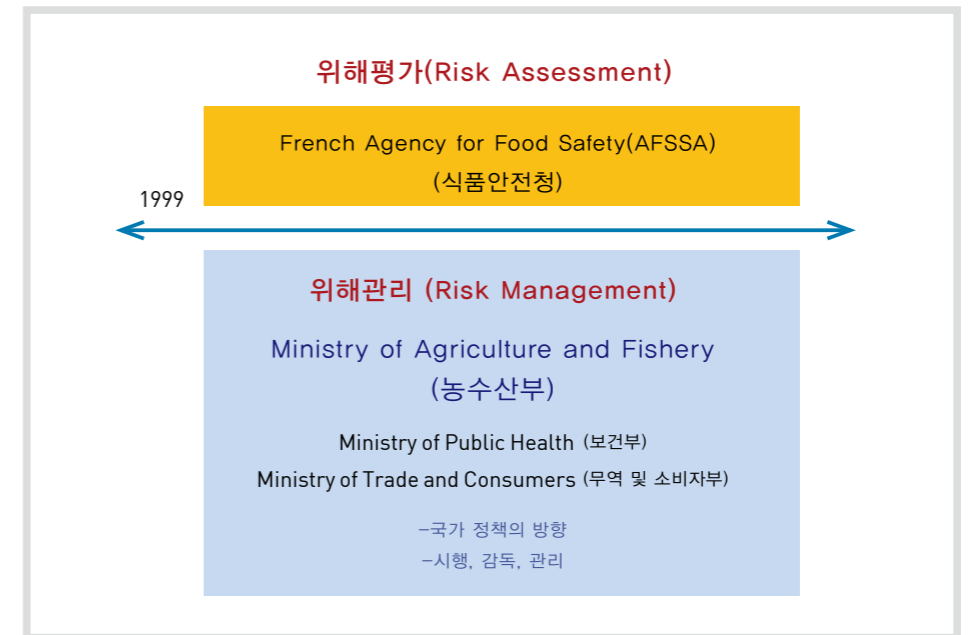 위해평가(Risk Assessment)
French Agency for Food Safety(AFSSA)
(식품안전청)
1999
위해관리 (Risk Management)
Ministry of Agriculture and Fishery
(농수산부)
Ministry of Public Health (보건부)
Ministry of Trade and Consumers (무역 및 소비자부)
-국가 정책의 방향
-시행, 감독, 관리